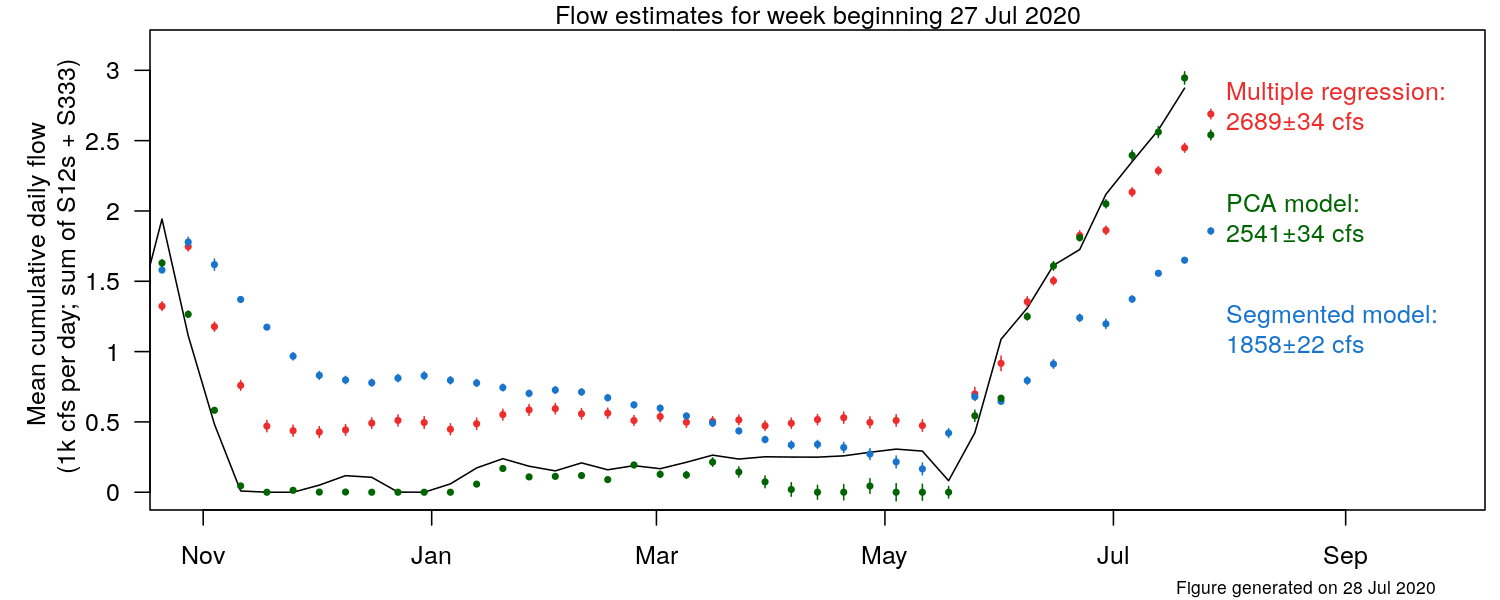 Flow estimates for week beginning 27 Jul 2020
Mean cumulative daily flow
(1k cfs per day; sum of S12s + S333)
3
2.5
2
1.5
1
0.5
0
Multiple regression:
2689±34 cfs
PCA model:
2541±34 cfs
Segmented model:
1858±22 cfs
Nov
Jan
Mar
May
Jul
Sep
Figure generated on 28 Jul 2020